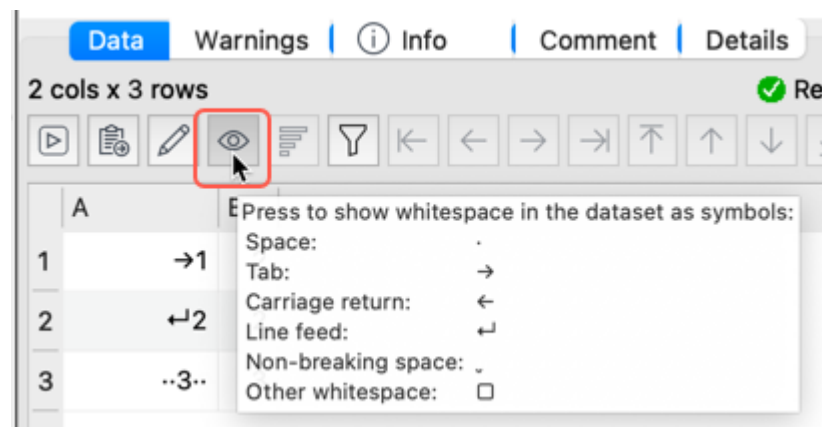 Data Warnings Info Comment Details
2 cols x 3 rows Re
A
Press to show whitespace in the dataset as symbols:
Space: ·
1 →1
Tab: →
Carriage return: ←
2 ↵2
Line feed: ↵
Non-breaking space: ˬ
3 ··3··
Other whitespace: ▢